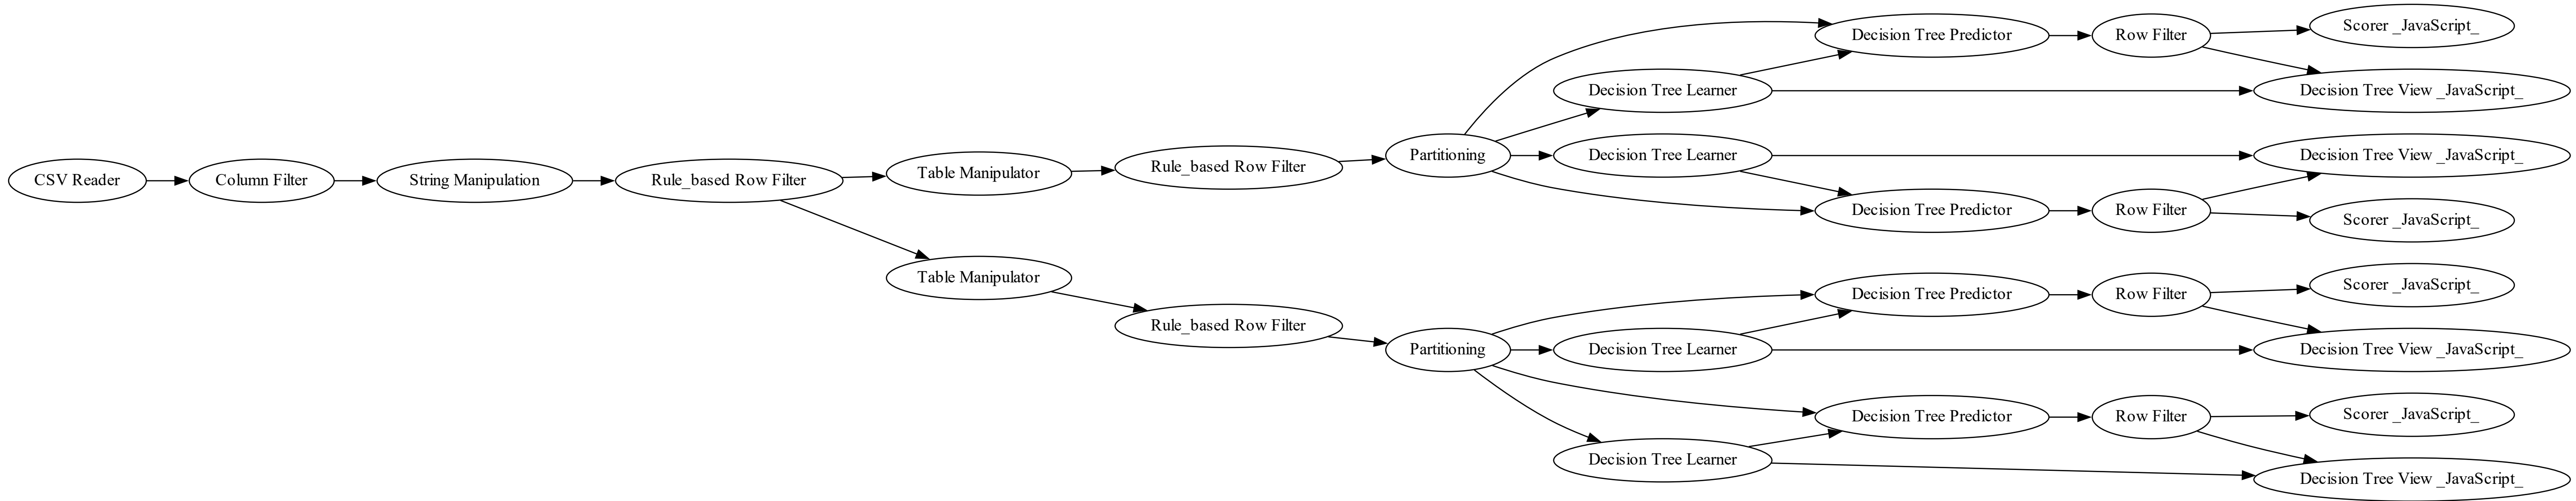 CSV Reader
Column Filter
String Manipulation
Rule_based Row Filter
Table Manipulator
Rule_based Row Filter
Partitioning
Decision Tree Predictor
Row Filter
Scorer _JavaScript_
Decision Tree Learner
Decision Tree View _JavaScript_
Decision Tree Learner
Decision Tree View _JavaScript_
Decision Tree Predictor
Row Filter
Scorer _JavaScript_
Table Manipulator
Rule_based Row Filter
Partitioning
Decision Tree Predictor
Row Filter
Scorer _JavaScript_
Decision Tree Learner
Decision Tree View _JavaScript_
Decision Tree Predictor
Row Filter
Scorer _JavaScript_
Decision Tree Learner
Decision Tree View _JavaScript_